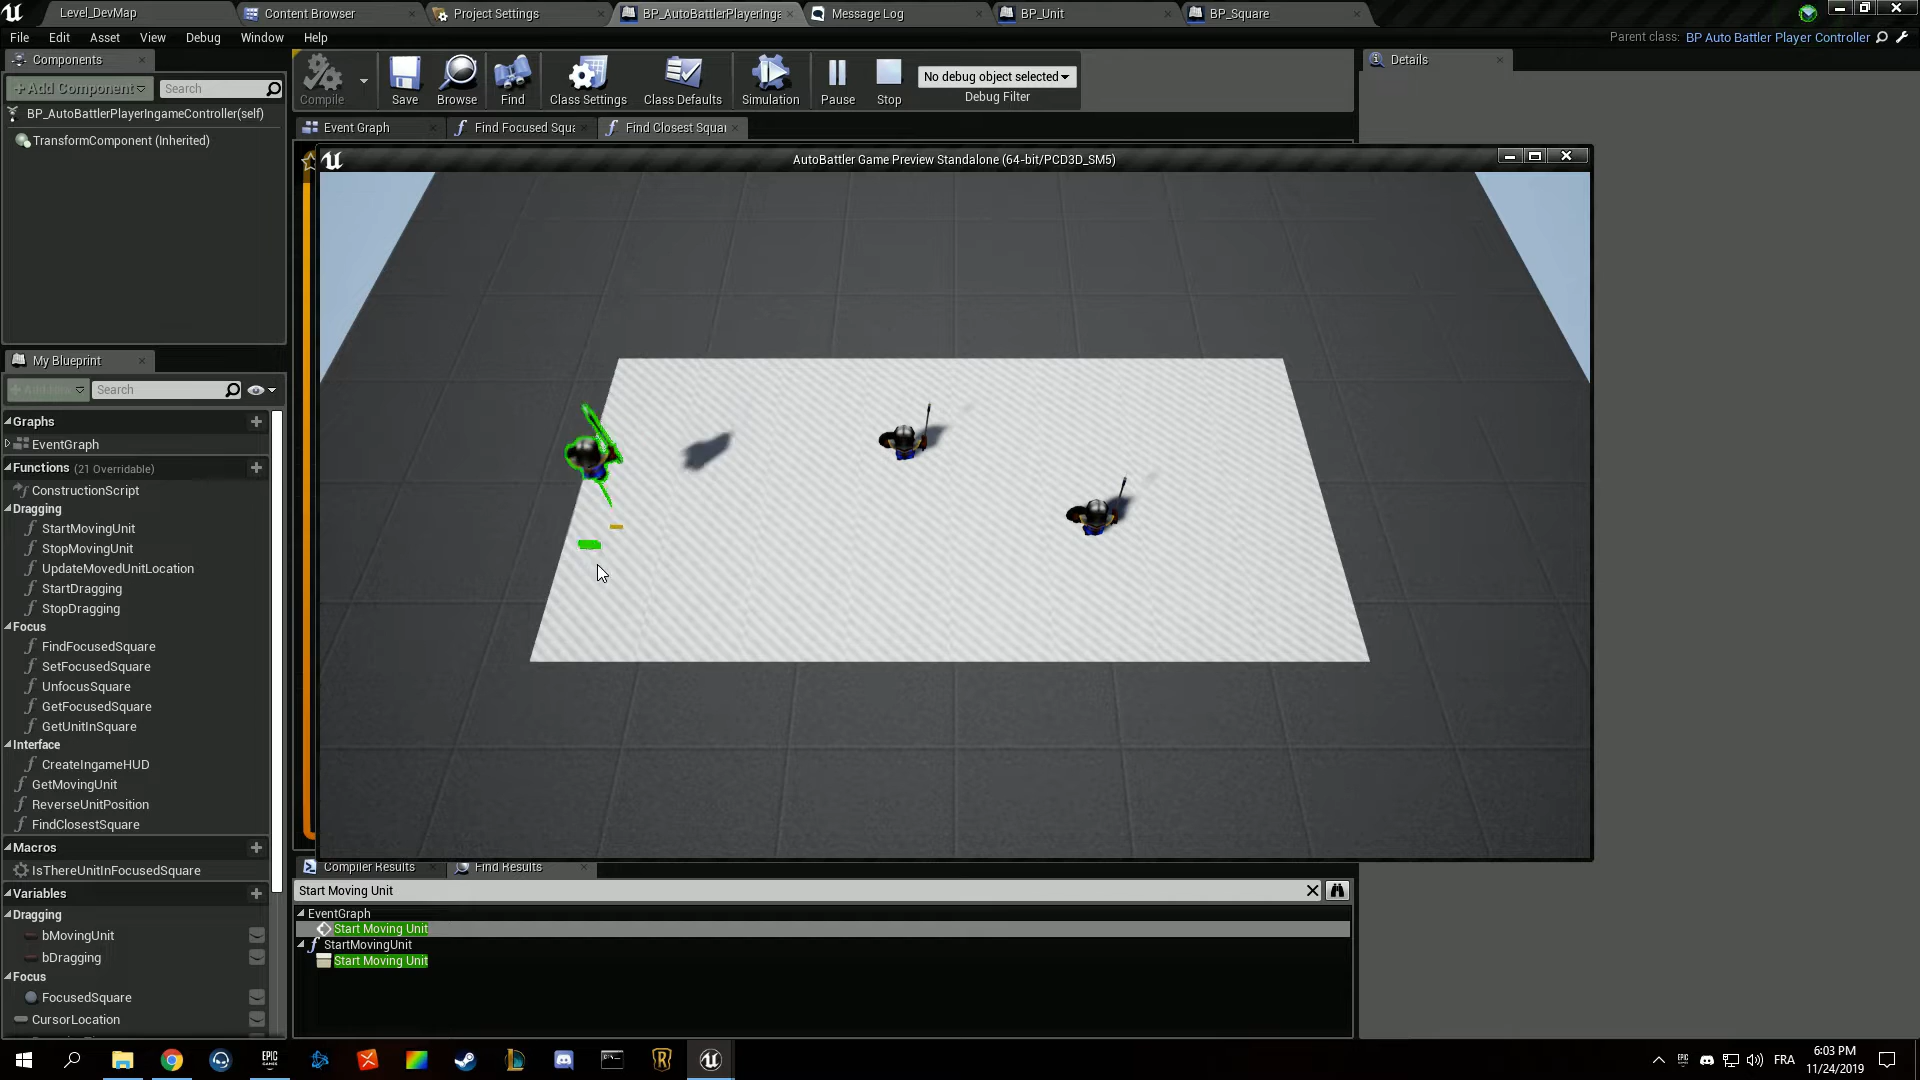 Level_DevMap
Content Browser
Project Settings
BP_AutoBattlerPlayerInga
Message Log
BP_Unit
BP_Square
File Edit Asset View Debug Window Help
Parent class: BP Auto Battler Player Controller
Components
Details
+Add Component
Search
Compile
Save
Browse
Find
Class Settings
Class Defaults
Simulation
Pause
Stop
No debug object selected
Debug Filter
BP_AutoBattlerPlayerIngameController(self)
TransformComponent (Inherited)
Event Graph
Find Focused Squa
Find Closest Squar
AutoBattler Game Preview Standalone (64-bit/PCD3D_SM5)
My Blueprint
Search
Graphs
EventGraph
Functions (21 Overridable)
ConstructionScript
Dragging
StartMovingUnit
StopMovingUnit
UpdateMovedUnitLocation
StartDragging
StopDragging
Focus
FindFocusedSquare
SetFocusedSquare
UnfocusSquare
GetFocusedSquare
GetUnitInSquare
Interface
CreateIngameHUD
GetMovingUnit
ReverseUnitPosition
FindClosestSquare
Macros
IsThereUnitInFocusedSquare
Variables
Dragging
bMovingUnit
bDragging
Focus
FocusedSquare
CursorLocation
Compiler Results
Find Results
Start Moving Unit
EventGraph
Start Moving Unit
StartMovingUnit
Start Moving Unit
EPIC GAMES
FRA
6:03 PM
11/24/2019